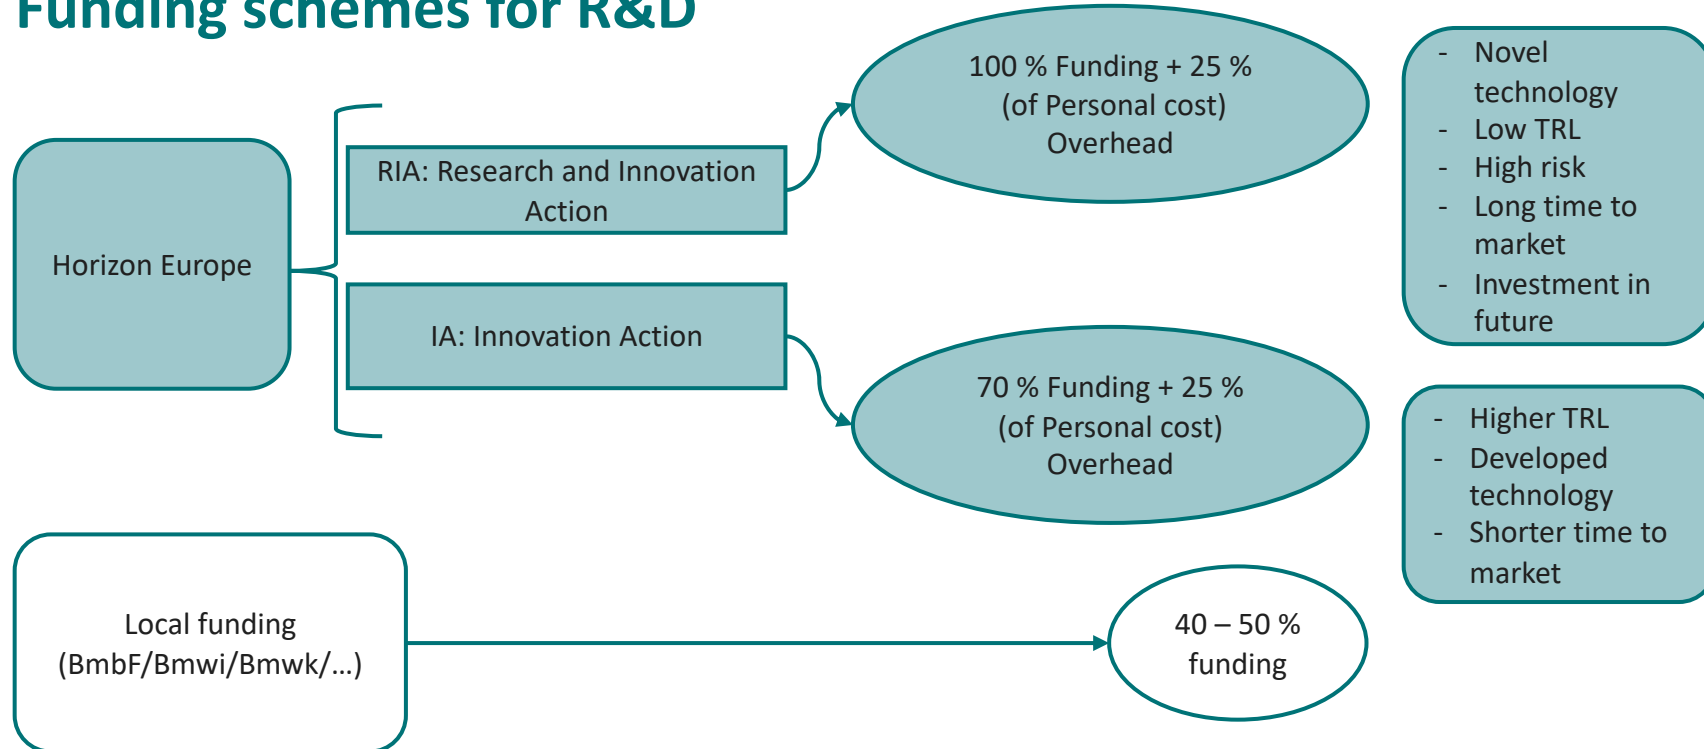 Funding schemes for R&D
Horizon Europe
RIA: Research and Innovation
Action
IA: Innovation Action
100 % Funding + 25 %
(of Personal cost)
Overhead
70 % Funding + 25 %
(of Personal cost)
Overhead
- Novel
technology
- Low TRL
- High risk
- Long time to
market
- Investment in
future
- Higher TRL
- Developed
technology
- Shorter time to
market
Local funding
(BmbF/Bmwi/Bmwk/…)
40 – 50 %
funding